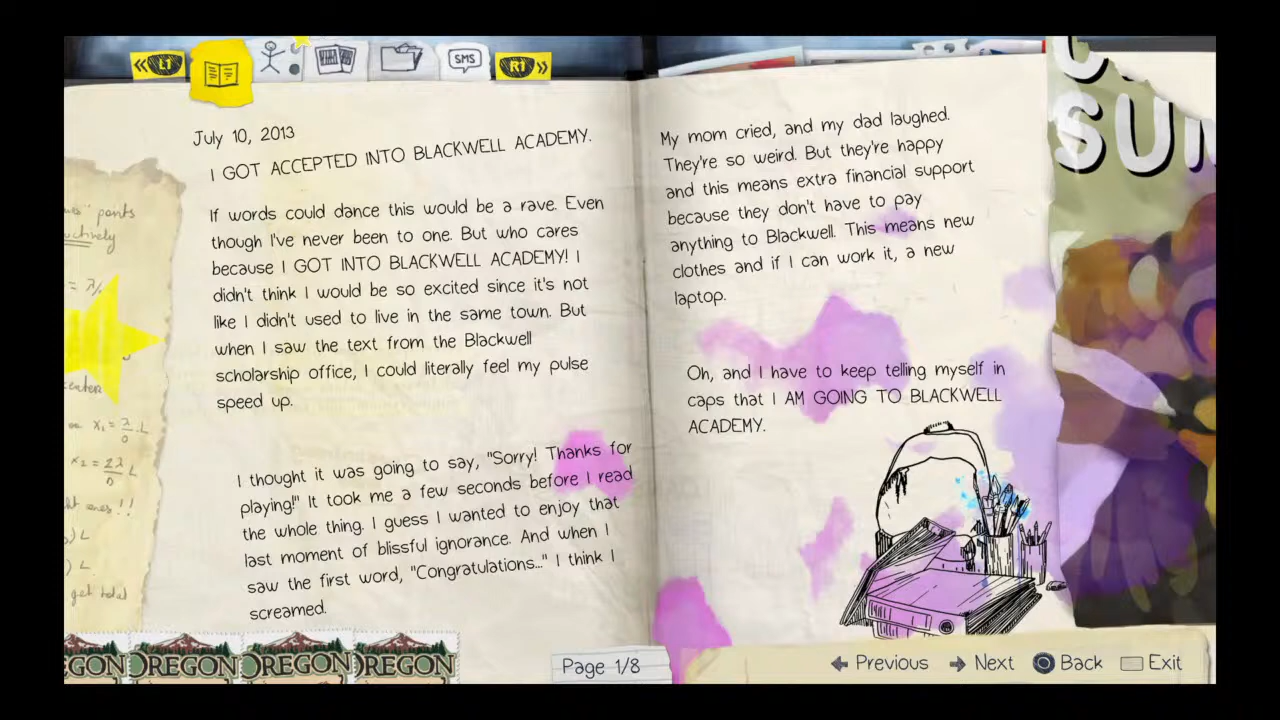 L1
SMS
R1
July 10, 2013
I GOT ACCEPTED INTO BLACKWELL ACADEMY.
If words could dance this would be a rave. Even
though I've never been to one. But who cares
because I GOT INTO BLACKWELL ACADEMY! I
didn't think I would be so excited since it's not
like I didn't used to live in the same town. But
when I saw the text from the Blackwell
scholarship office, I could literally feel my pulse
speed up.
I thought it was going to say, "Sorry! Thanks for
playing!" It took me a few seconds before I read
the whole thing. I guess I wanted to enjoy that
last moment of blissful ignorance. And when I
saw the first word, "Congratulations..." I think I
screamed.
My mom cried, and my dad laughed.
They're so weird. But they're happy
and this means extra financial support
because they don't have to pay
anything to Blackwell. This means new
clothes and if I can work it, a new
laptop.
Oh, and I have to keep telling myself in
caps that I AM GOING TO BLACKWELL
ACADEMY.
points
get total
SUN
EGON OREGON OREGON OREGON
Page 1/8
Previous Next Back Exit